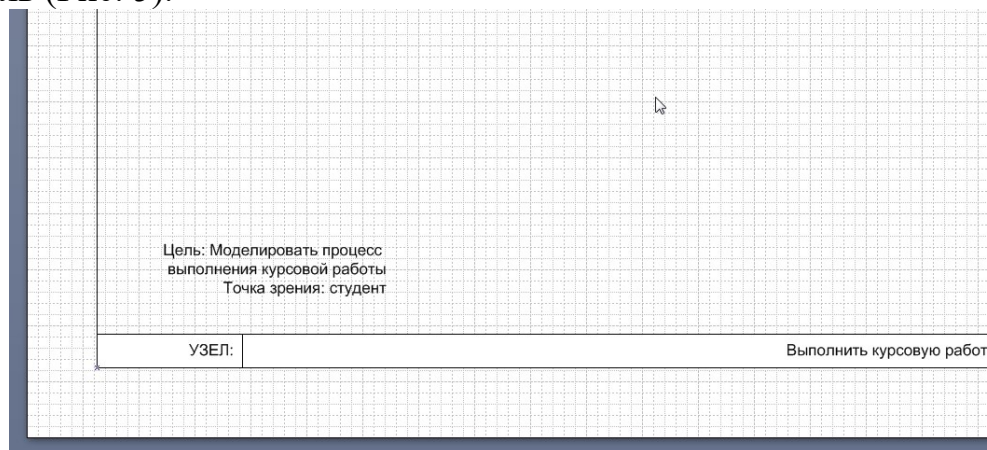 Цель: Моделировать процесс
выполнения курсовой работы
Точка зрения: студент
УЗЕЛ:
Выполнить курсовую работ